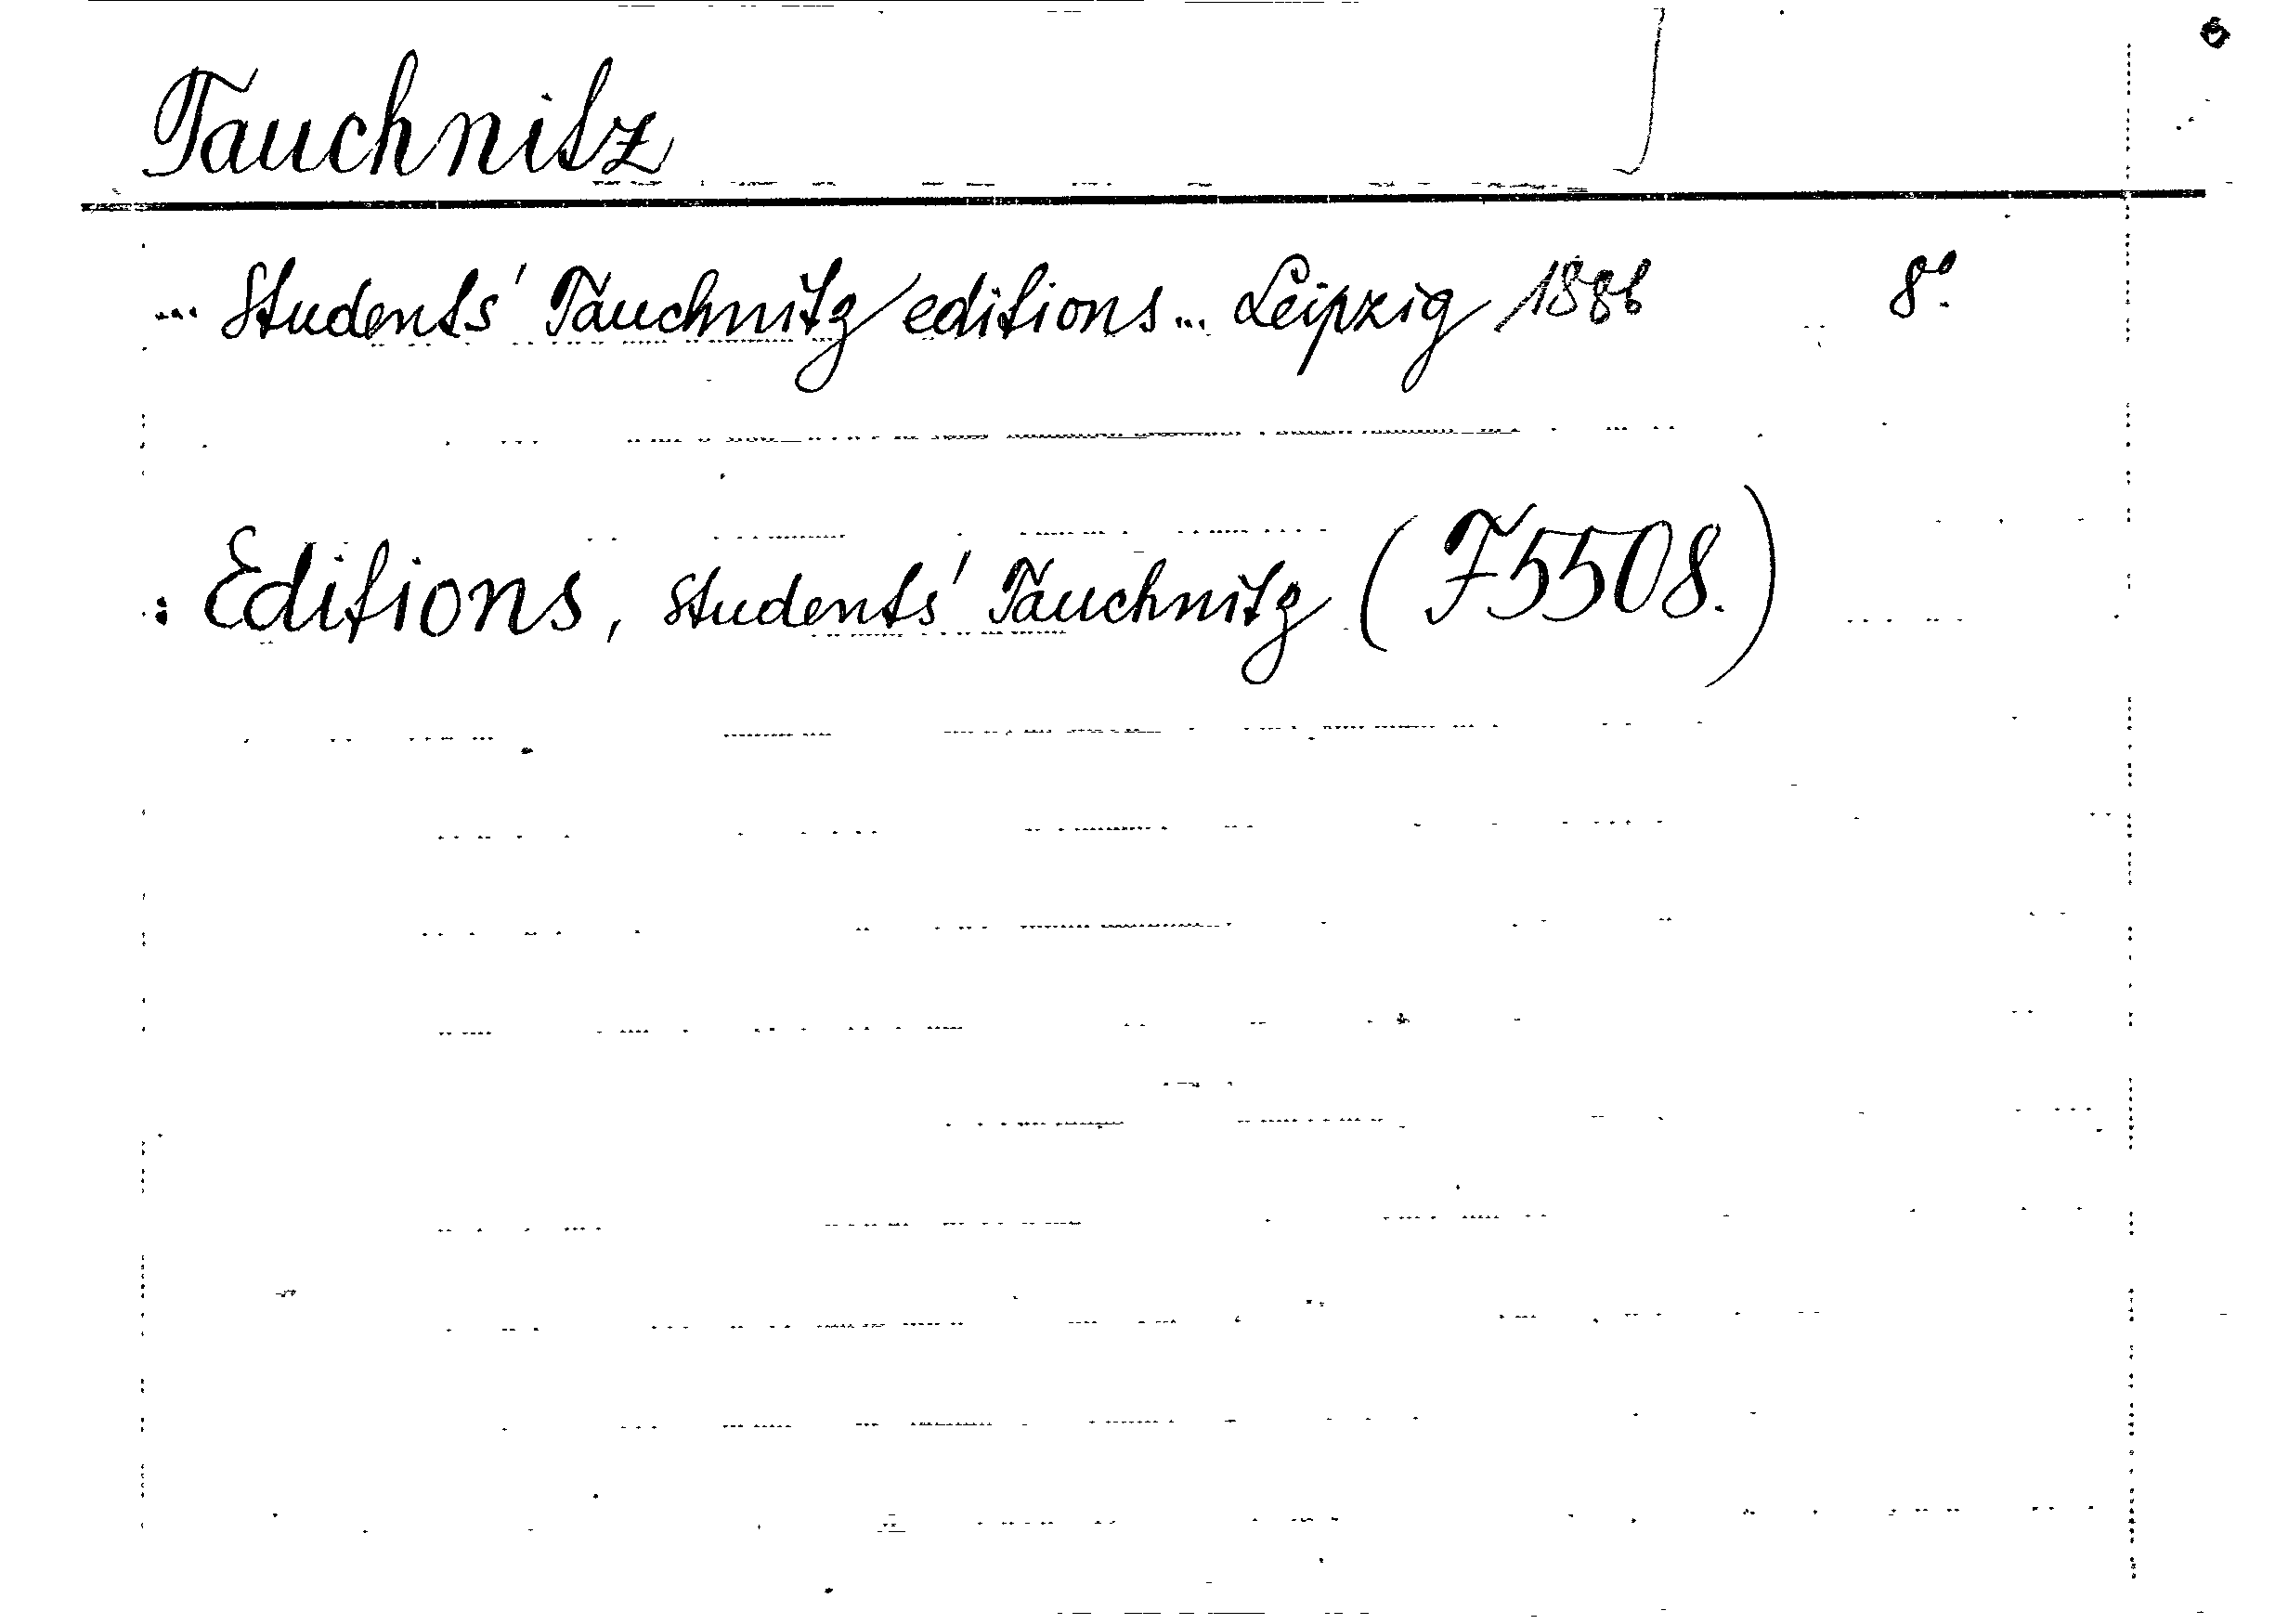 Tauchnitz
... Students' Tauchnitz editions... Leipzig 1886 8°.
: Editions, Students' Tauchnitz (F5508.)